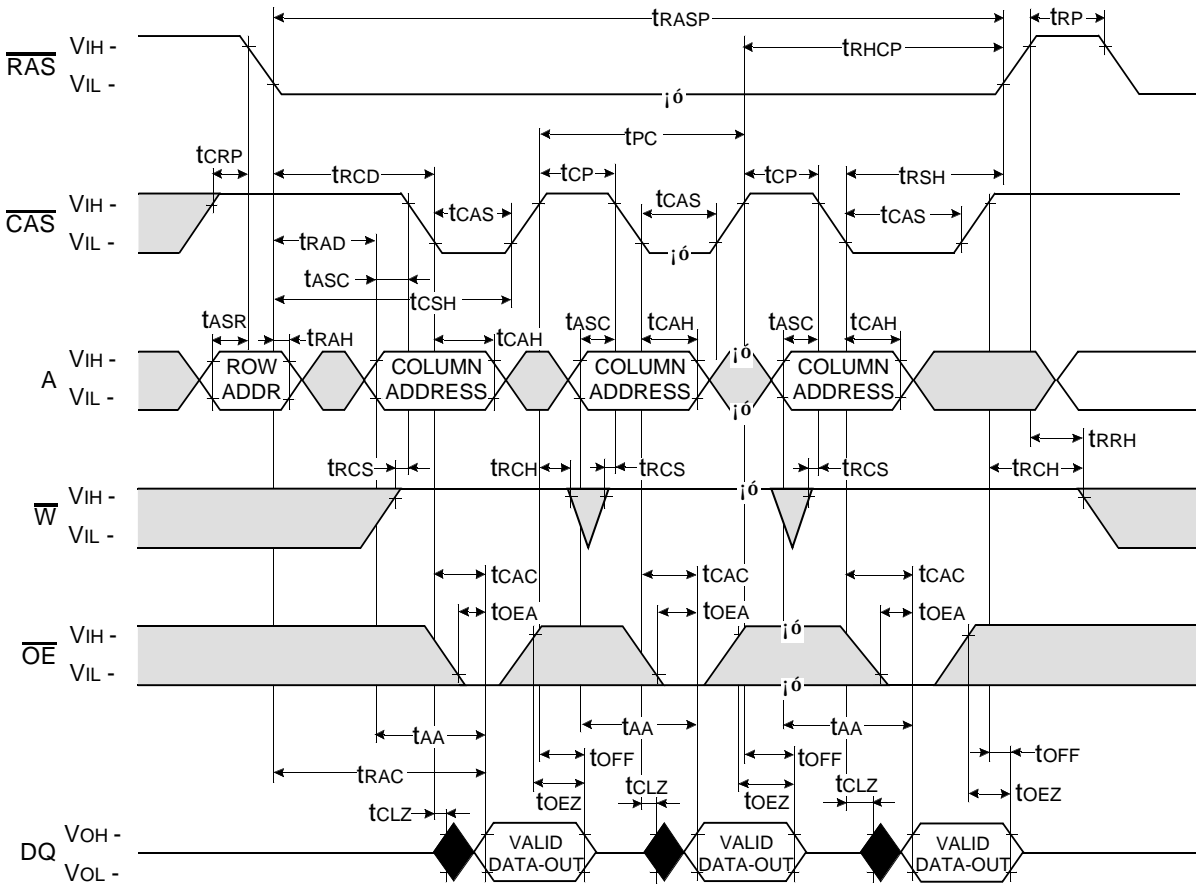 tRASP
tRP
tRHCP
RAS
VIH -
VIL -
¡ó
tPC
tCRP
tRCD
tCP
tCP
tRSH
CAS
VIH -
VIL -
tCAS
tCAS
tCAS
¡ó
tRAD
tASC
tCSH
tASR
tRAH
tCAH
tASC
tCAH
tASC
tCAH
A
VIH -
VIL -
ROW
ADDR
COLUMN
ADDRESS
COLUMN
ADDRESS
¡ó
¡ó
COLUMN
ADDRESS
tRRH
tRCS
tRCH
tRCS
tRCS
tRCH
W
VIH -
VIL -
¡ó
tCAC
tCAC
tCAC
tOEA
tOEA
tOEA
OE
VIH -
VIL -
¡ó
¡ó
tAA
tAA
tAA
tOFF
tOFF
tOFF
tRAC
tOEZ
tOEZ
tOEZ
tCLZ
tCLZ
tCLZ
DQ
VOH -
VOL -
VALID
DATA-OUT
VALID
DATA-OUT
VALID
DATA-OUT